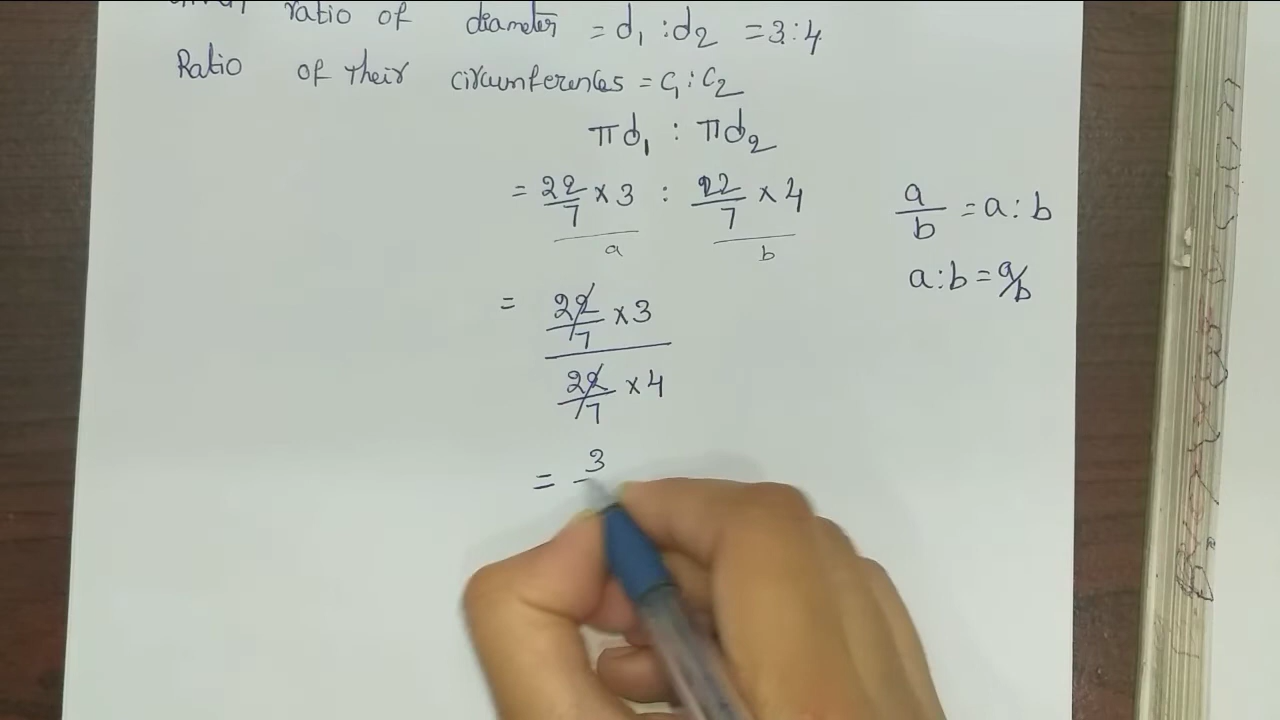 ratio of diameter = d₁ : d₂ = 3 : 4
Ratio of their circumferences = C₁ : C₂
πd₁ : πd₂
= 22/7 × 3 : 22/7 × 4
a b
a/b = a : b
a : b = a/b
= 22/7 × 3
22/7 × 4
= 3